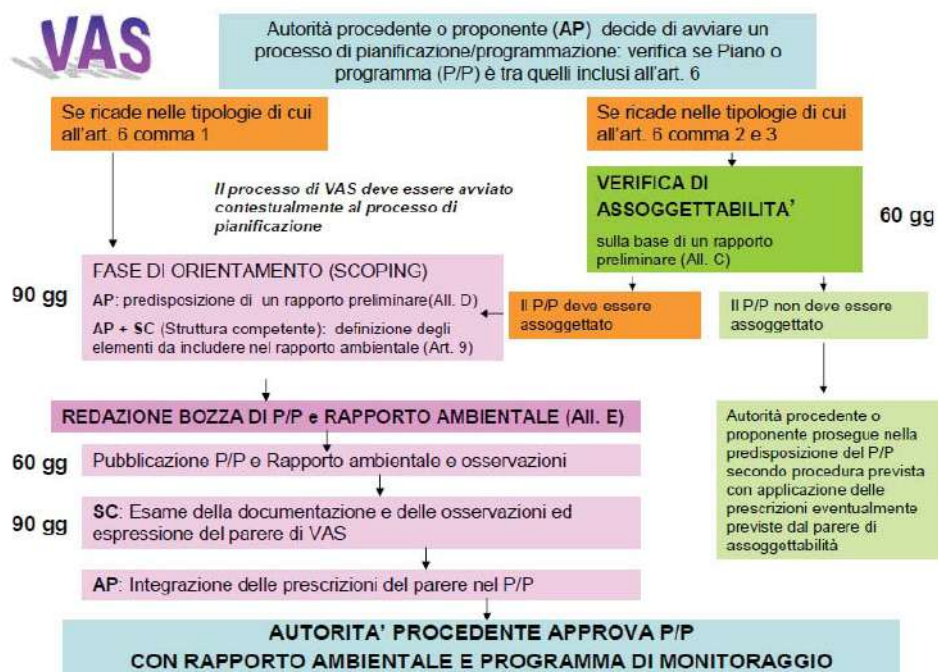 VAS
Autorità procedente o proponente (AP) decide di avviare un
processo di pianificazione/programmazione: verifica se Piano o
programma (P/P) è tra quelli inclusi all'art. 6
Se ricade nelle tipologie di cui
all'art. 6 comma 1
Se ricade nelle tipologie di cui
all'art. 6 comma 2 e 3
Il processo di VAS deve essere avviato
contestualmente al processo di
pianificazione
VERIFICA DI
ASSOGGETTABILITA'
sulla base di un rapporto
preliminare (All. C)
60 gg
90 gg
FASE DI ORIENTAMENTO (SCOPING)
AP: predisposizione di un rapporto preliminare(All. D)
AP + SC (Struttura competente): definizione degli
elementi da includere nel rapporto ambientale (Art. 9)
Il P/P deve essere
assoggettato
Il P/P non deve essere
assoggettato
REDAZIONE BOZZA DI P/P e RAPPORTO AMBIENTALE (All. E)
60 gg
Pubblicazione P/P e Rapporto ambientale e osservazioni
90 gg
SC: Esame della documentazione e delle osservazioni ed
espressione del parere di VAS
AP: Integrazione delle prescrizioni del parere nel P/P
Autorità procedente o
proponente prosegue nella
predisposizione del P/P
secondo procedura prevista
con applicazione delle
prescrizioni eventualmente
previste dal parere di
assoggettabilità
AUTORITA' PROCEDENTE APPROVA P/P
CON RAPPORTO AMBIENTALE E PROGRAMMA DI MONITORAGGIO